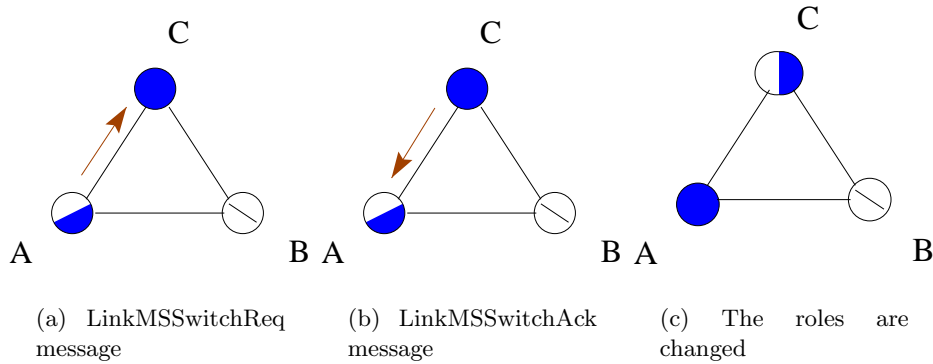 C
C
C
A
B
A
B
A
B
(a) LinkMSSwitchReq
message
(b) LinkMSSwitchAck
message
(c) The roles are
changed